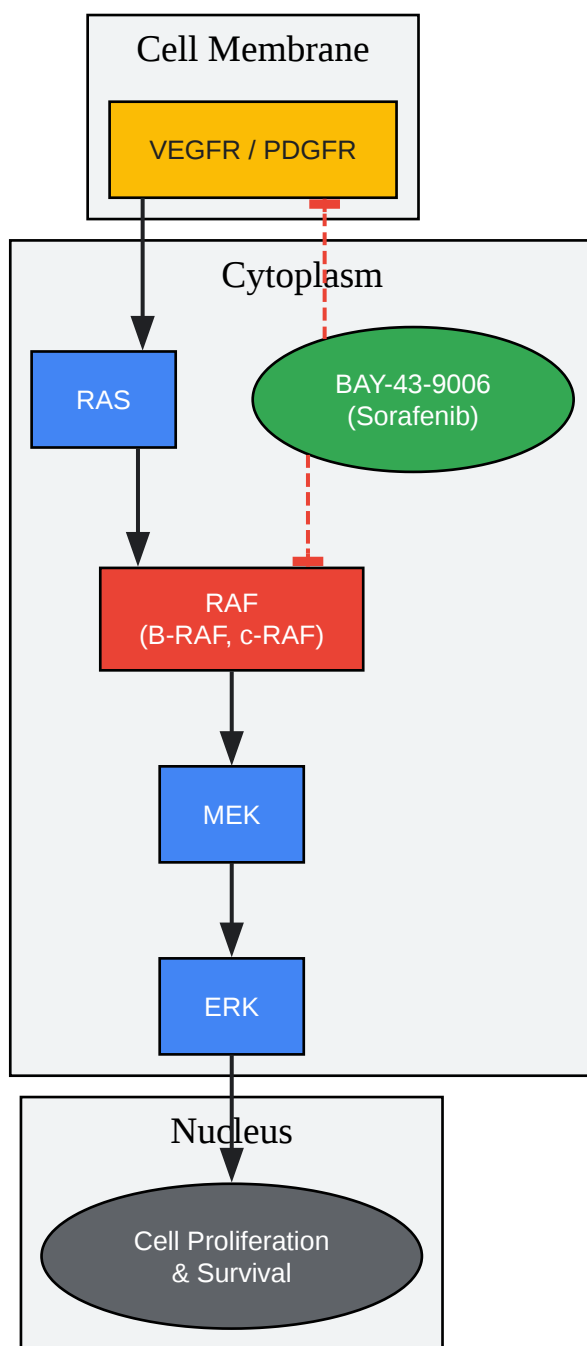 Cell Membrane
VEGFR / PDGFR
Cytoplasm
RAS
BAY-43-9006
(Sorafenib)
RAF
(B-RAF, c-RAF)
MEK
ERK
Nucleus
Cell Proliferation
& Survival